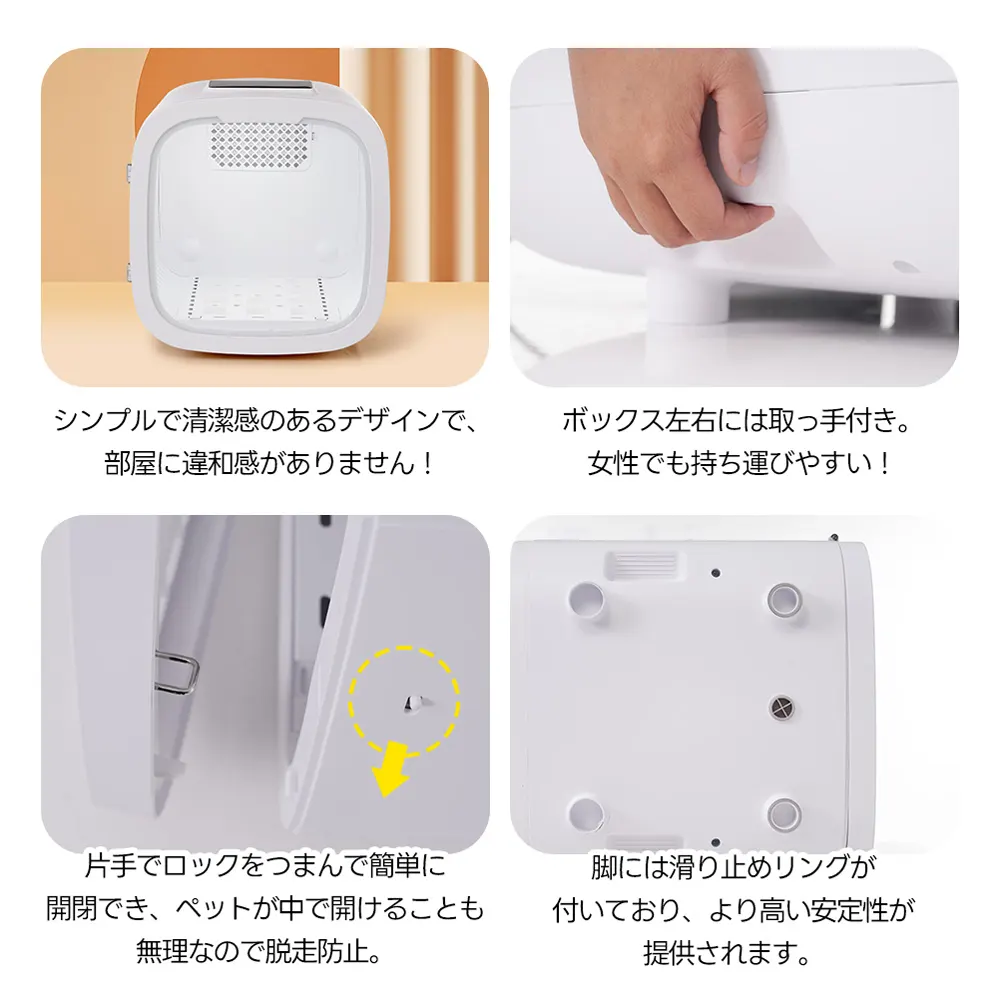 シンプルで清潔感のあるデザインで、
部屋に違和感がありません！
ボックス左右には取っ手付き。
女性でも持ち運びやすい！
片手でロックをつまんで簡単に
開閉でき、ペットが中で開けることも
無理なので脱走防止。
脚には滑り止めリングが
付いており、より高い安定性が
提供されます。